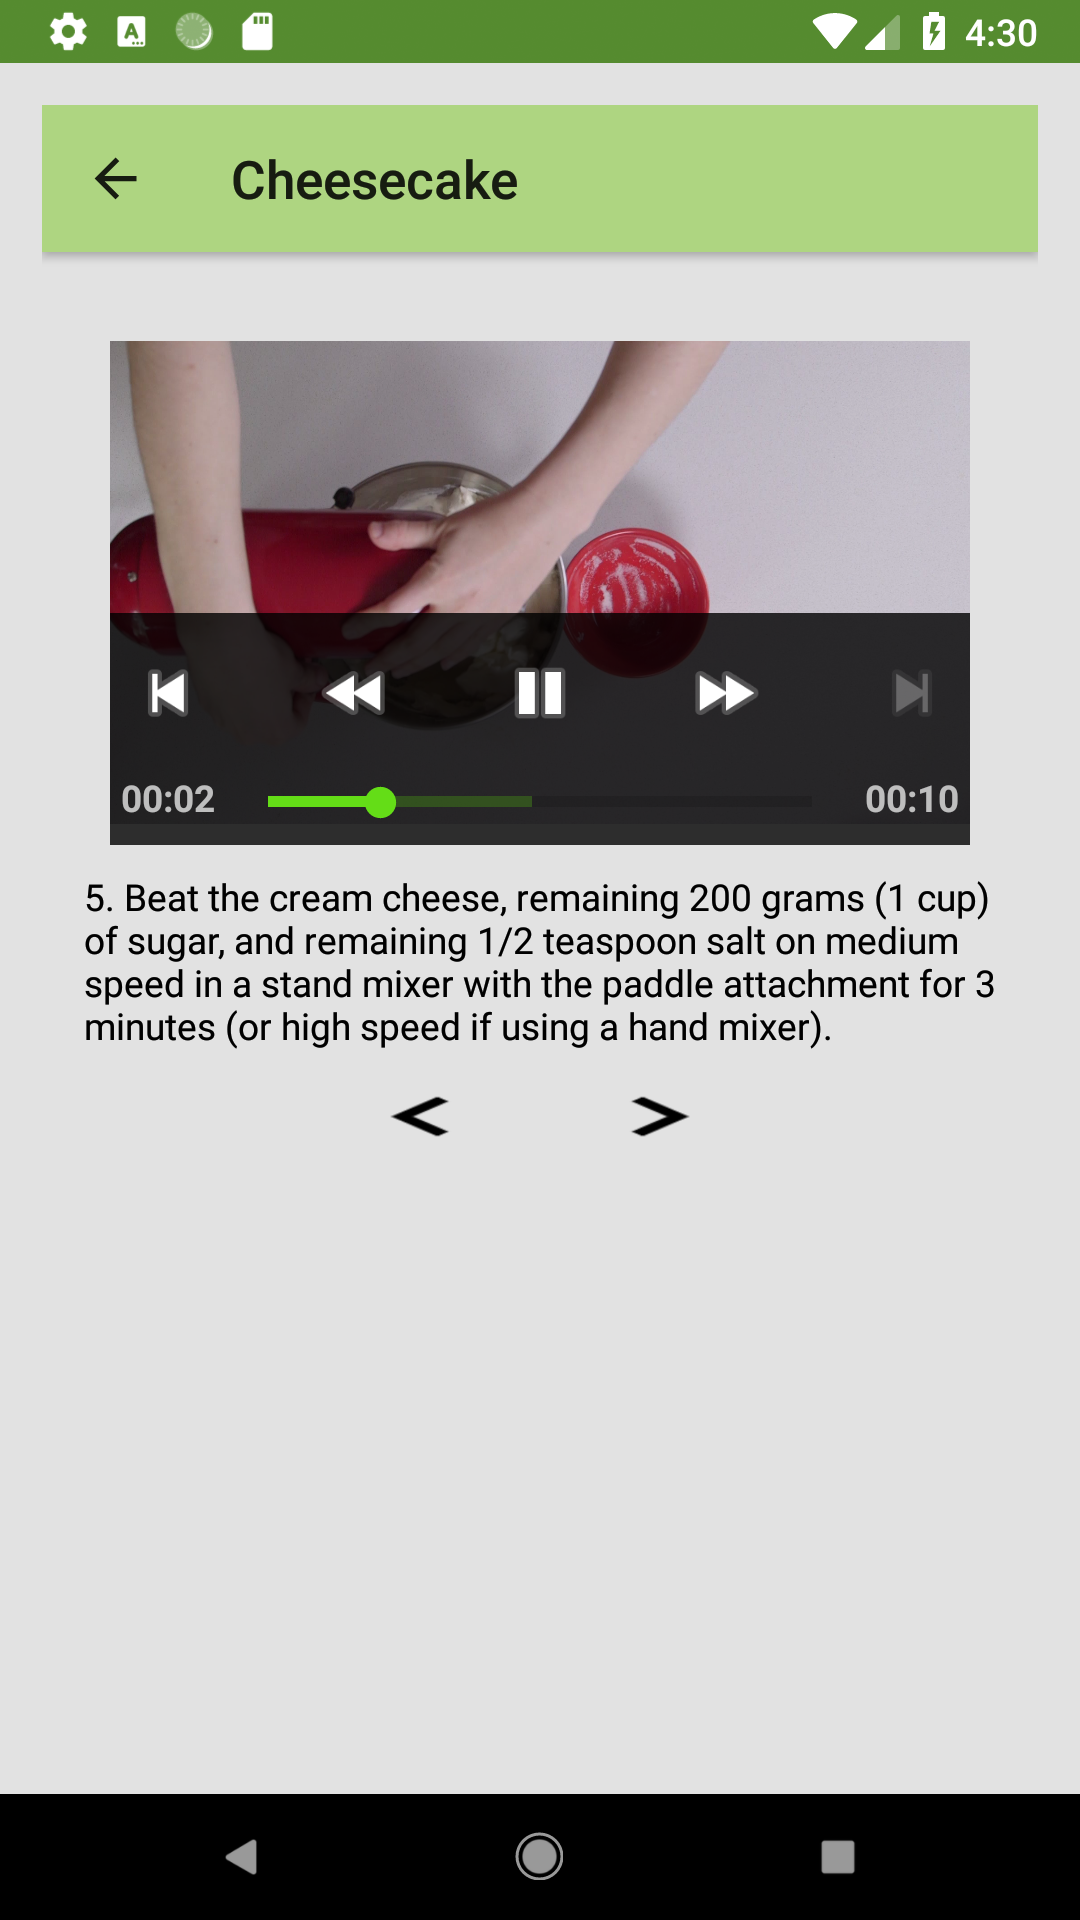 4:30
Cheesecake
00:02
00:10
5. Beat the cream cheese, remaining 200 grams (1 cup)
of sugar, and remaining 1/2 teaspoon salt on medium
speed in a stand mixer with the paddle attachment for 3
minutes (or high speed if using a hand mixer).
< >